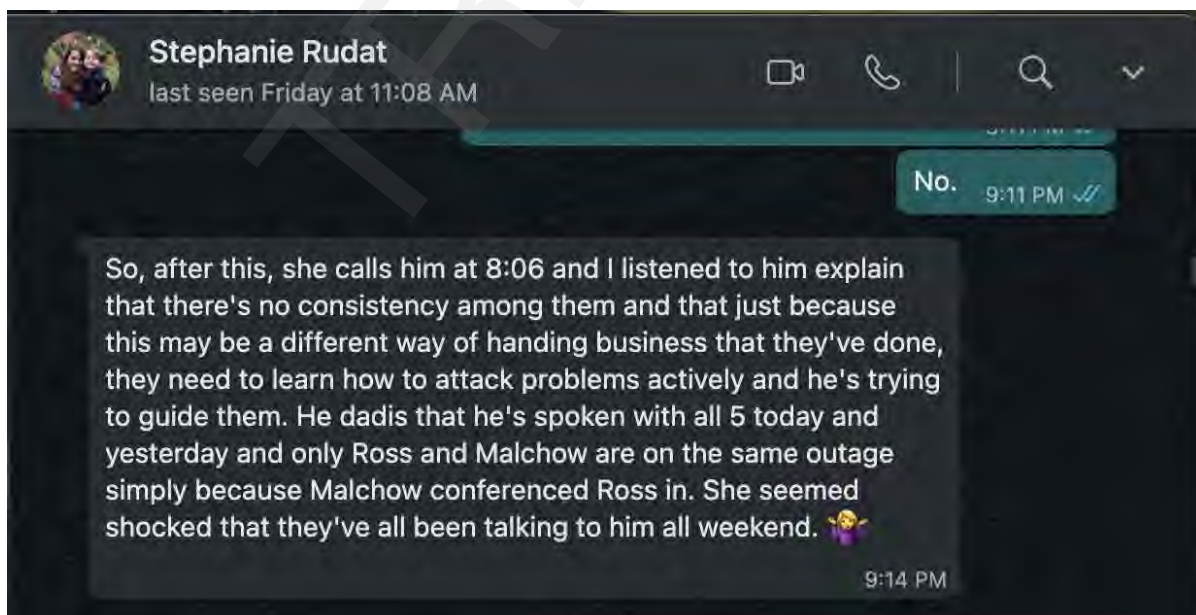 Stephanie Rudat
last seen Friday at 11:08 AM
No.
9:11 PM
So, after this, she calls him at 8:06 and I listened to him explain
that there's no consistency among them and that just because
this may be a different way of handing business that they've done,
they need to learn how to attack problems actively and he's trying
to guide them. He dadis that he's spoken with all 5 today and
yesterday and only Ross and Malchow are on the same outage
simply because Malchow conferenced Ross in. She seemed
shocked that they've all been talking to him all weekend. 🤷‍♀️
9:14 PM